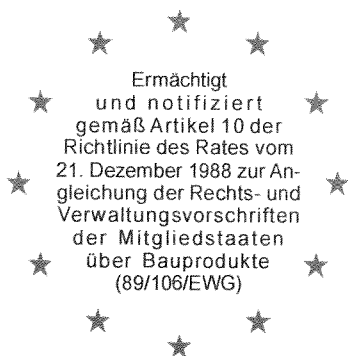 Ermächtigt
und notifiziert
gemäß Artikel 10 der
Richtlinie des Rates vom
21. Dezember 1988 zur An-
gleichung der Rechts- und
Verwaltungsvorschriften
der Mitgliedstaaten
über Bauprodukte
(89/106/EWG)